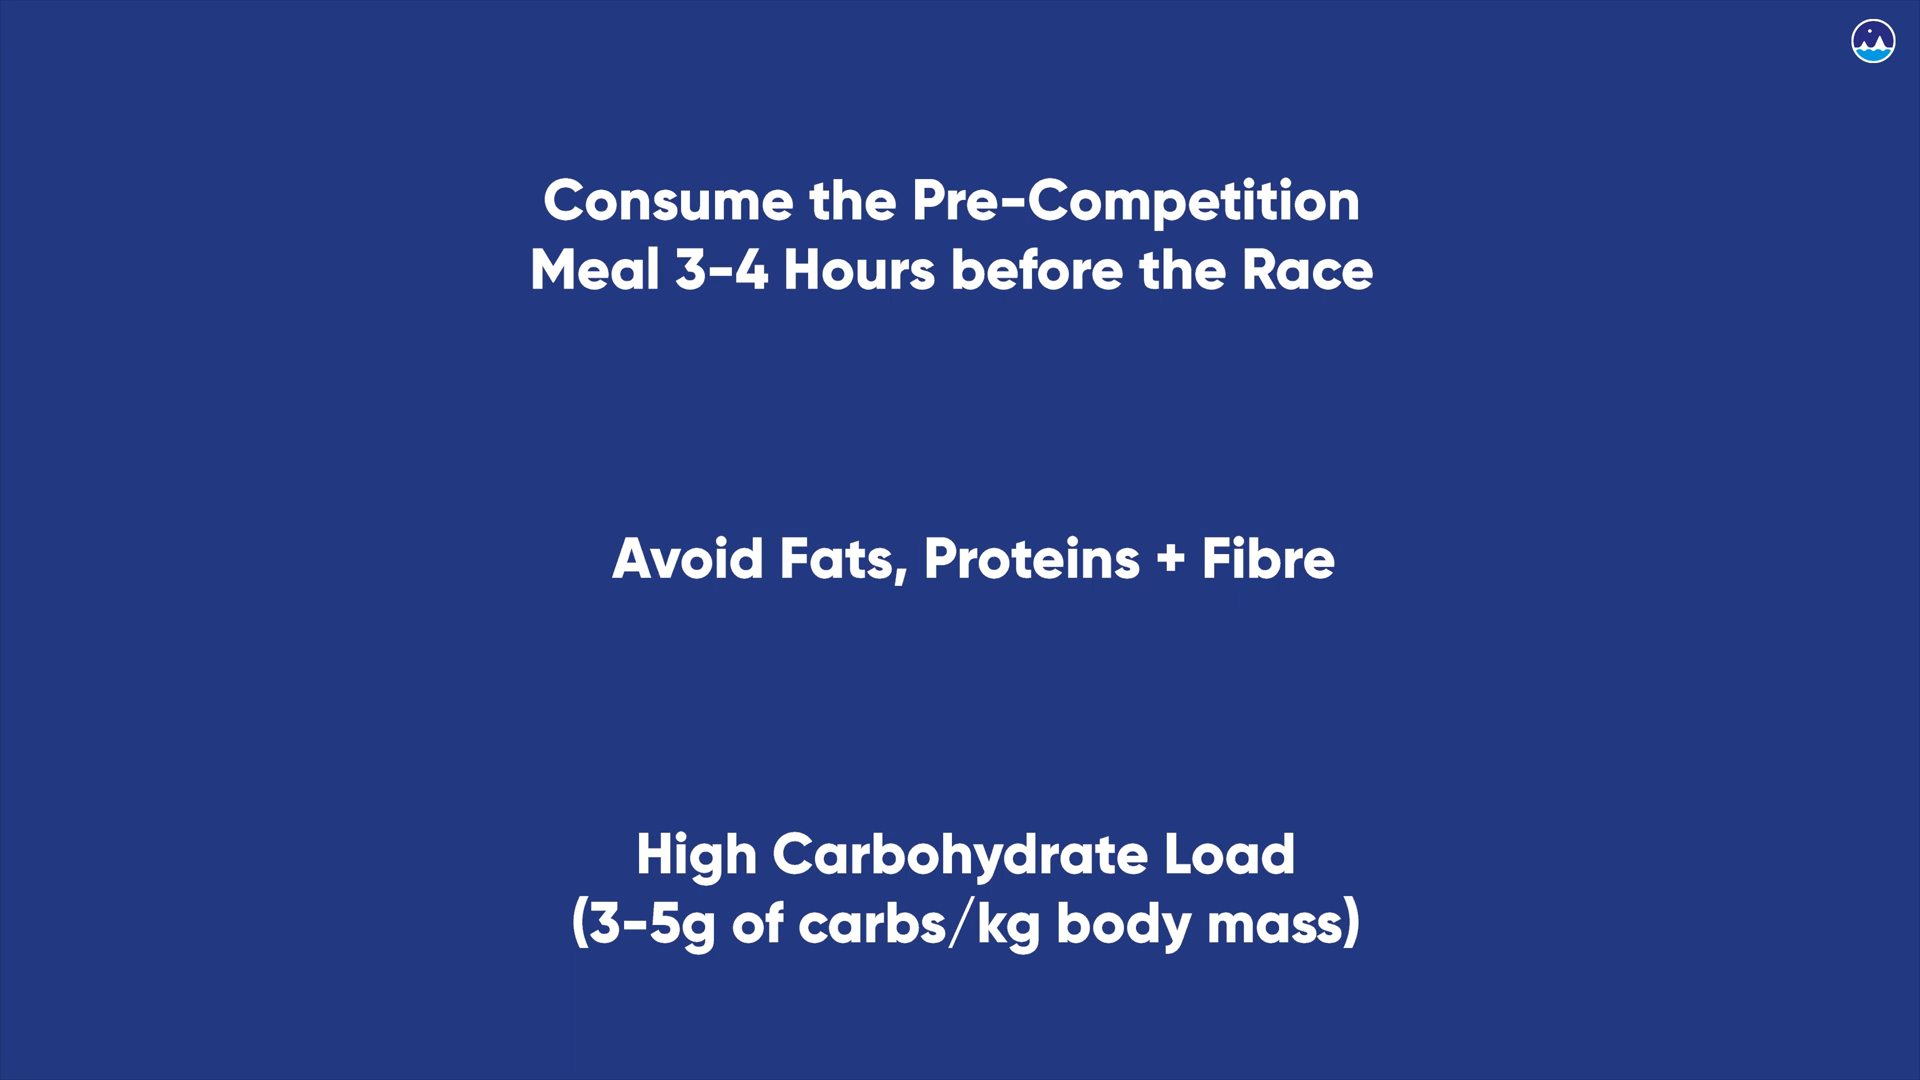 Consume the Pre-Competition
Meal 3-4 Hours before the Race
Avoid Fats, Proteins + Fibre
High Carbohydrate Load
(3-5g of carbs/kg body mass)